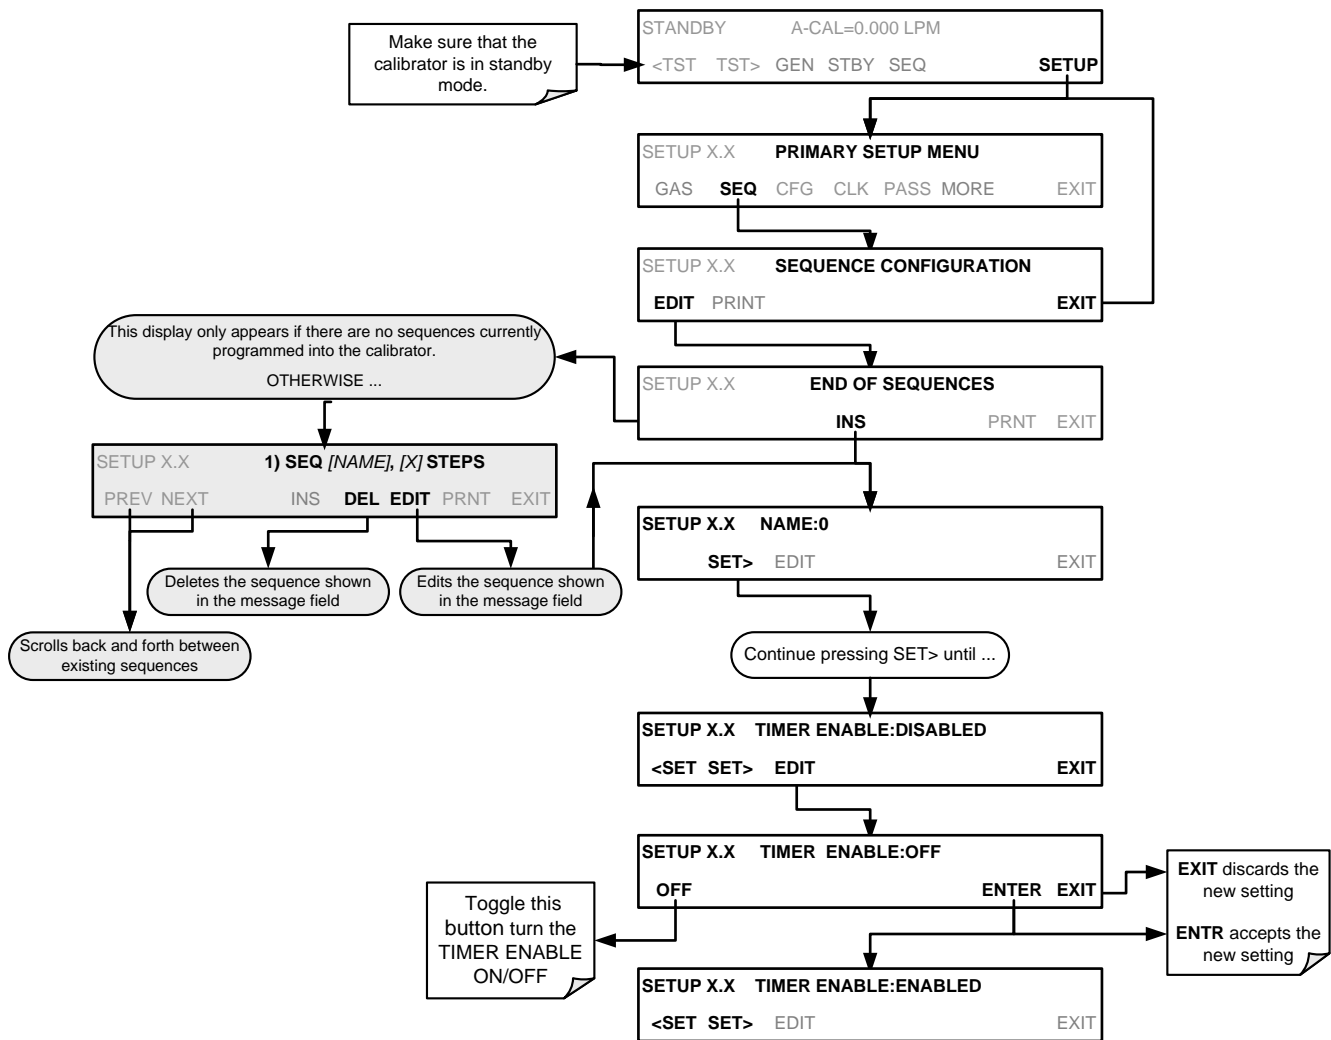 Make sure that the
calibrator is in standby
mode.
STANDBY A-CAL=0.000 LPM
<TST TST> GEN STBY SEQ SETUP
SETUP X.X PRIMARY SETUP MENU
GAS SEQ CFG CLK PASS MORE EXIT
SETUP X.X SEQUENCE CONFIGURATION
EDIT PRINT EXIT
This display only appears if there are no sequences currently
programmed into the calibrator.
OTHERWISE ...
SETUP X.X END OF SEQUENCES
INS PRNT EXIT
SETUP X.X 1) SEQ [NAME], [X] STEPS
PREV NEXT INS DEL EDIT PRNT EXIT
Deletes the sequence shown
in the message field
Edits the sequence shown
in the message field
Scrolls back and forth between
existing sequences
SETUP X.X NAME:0
SET> EDIT EXIT
Continue pressing SET> until ...
SETUP X.X TIMER ENABLE:DISABLED
<SET SET> EDIT EXIT
SETUP X.X TIMER ENABLE:OFF
OFF ENTER EXIT
EXIT discards the
new setting
ENTR accepts the
new setting
Toggle this
button turn the
TIMER ENABLE
ON/OFF
SETUP X.X TIMER ENABLE:ENABLED
<SET SET> EDIT EXIT